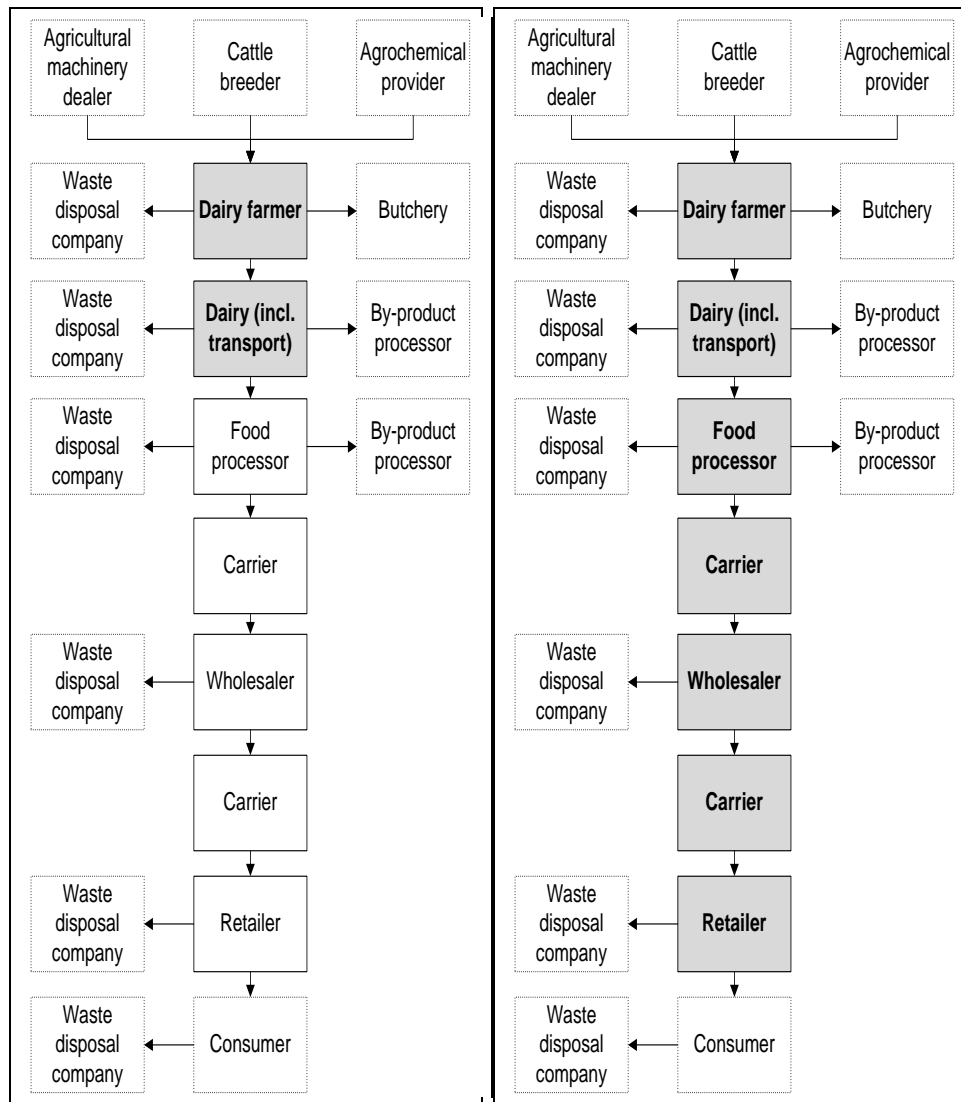 Agricultural
machinery
dealer
Cattle
breeder
Agrochemical
provider
Waste
disposal
company
Dairy farmer
Butchery
Waste
disposal
company
Dairy (incl.
transport)
By-product
processor
Waste
disposal
company
Food
processor
By-product
processor
Carrier
Waste
disposal
company
Wholesaler
Carrier
Waste
disposal
company
Retailer
Waste
disposal
company
Consumer
Agricultural
machinery
dealer
Cattle
breeder
Agrochemical
provider
Waste
disposal
company
Dairy farmer
Butchery
Waste
disposal
company
Dairy (incl.
transport)
By-product
processor
Waste
disposal
company
Food
processor
By-product
processor
Carrier
Waste
disposal
company
Wholesaler
Carrier
Waste
disposal
company
Retailer
Waste
disposal
company
Consumer